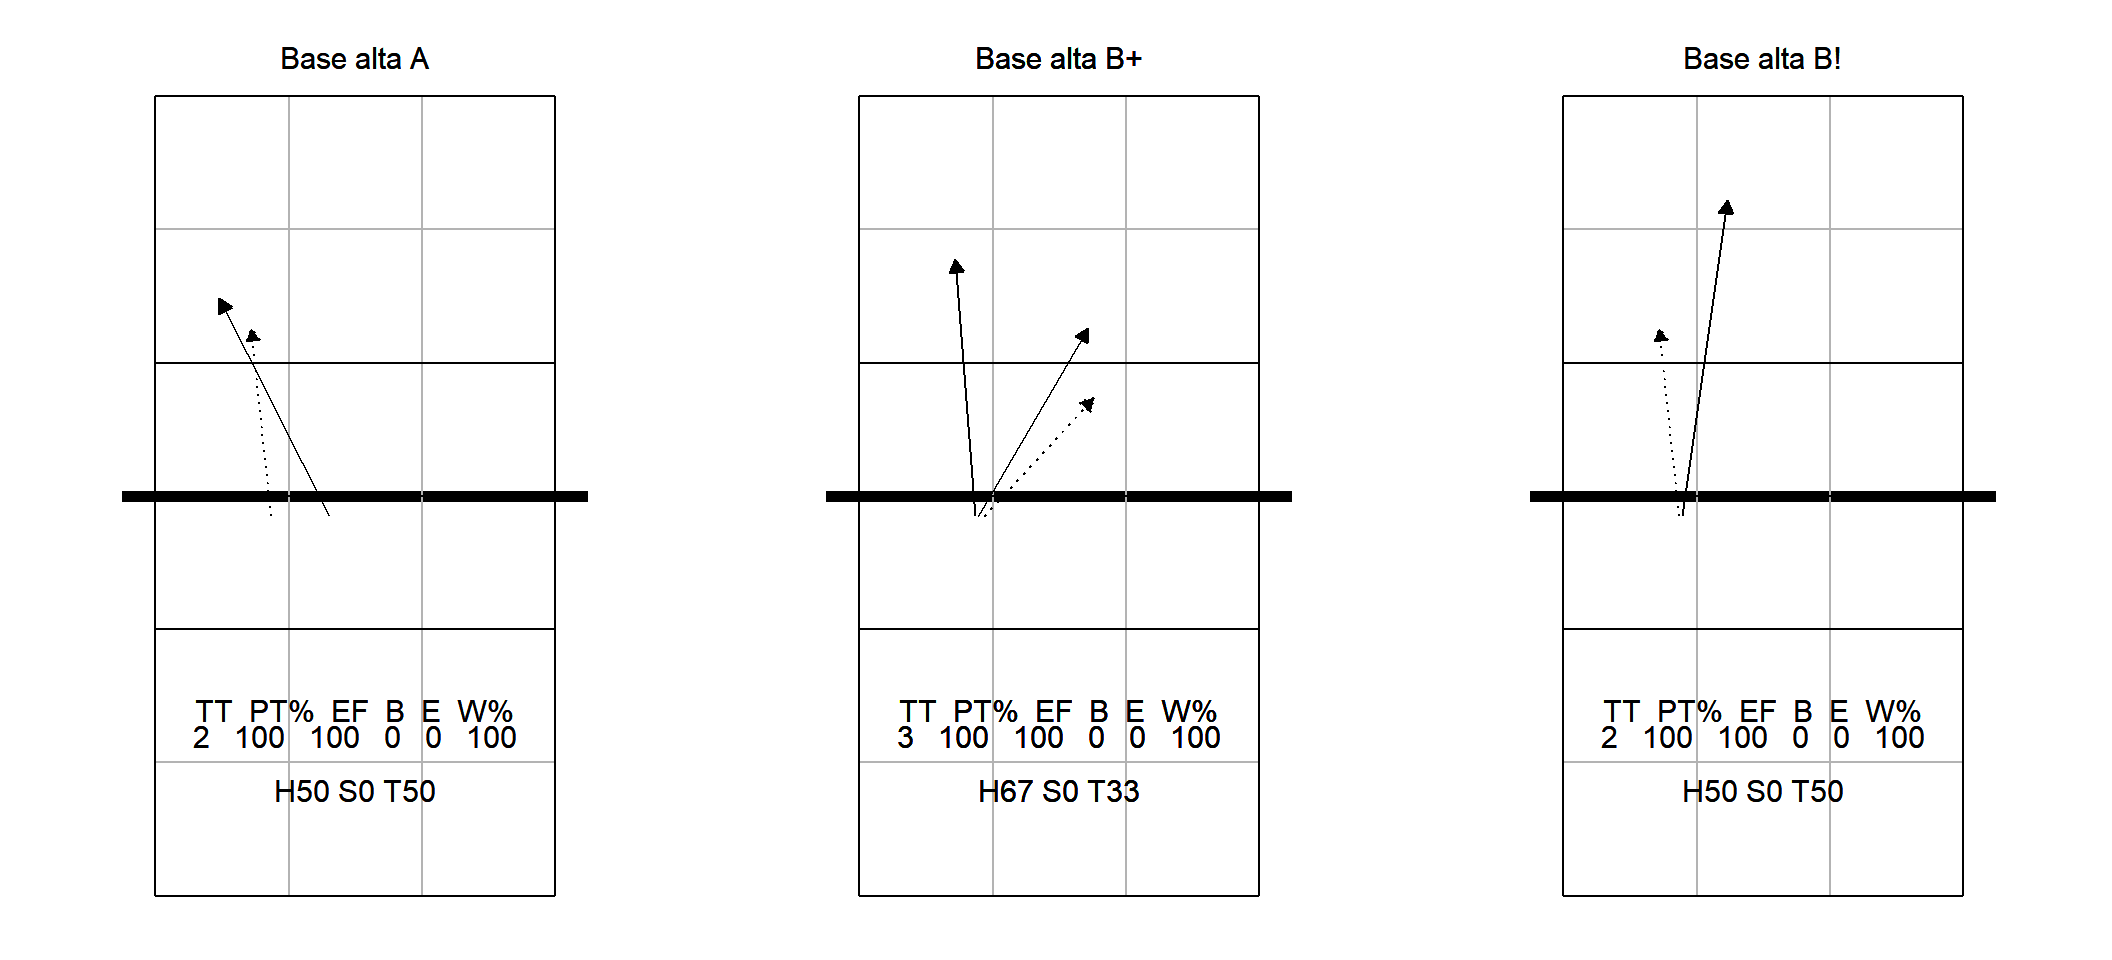 Base alta A
TT PT% EF B E W%
2 100 100 0 0 100
H50 S0 T50
Base alta B+
TT PT% EF B E W%
3 100 100 0 0 100
H67 S0 T33
Base alta B!
TT PT% EF B E W%
2 100 100 0 0 100
H50 S0 T50